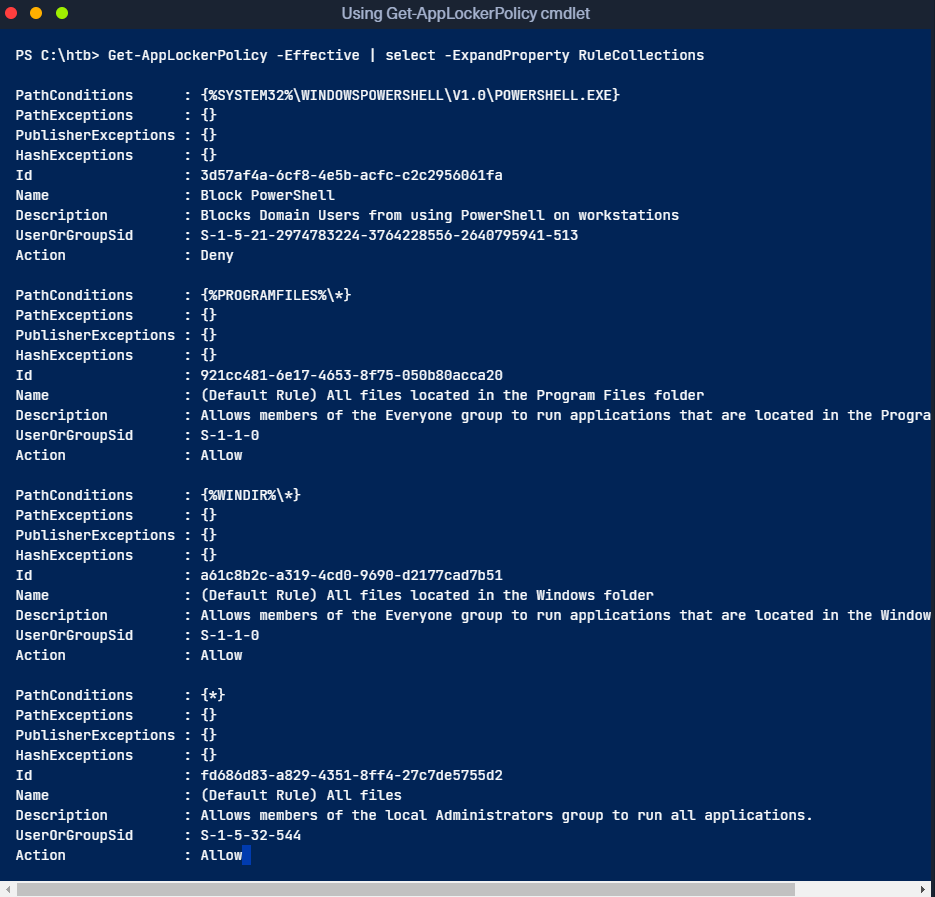 Using Get-AppLockerPolicy cmdlet
PS C:\htb> Get-AppLockerPolicy -Effective | select -ExpandProperty RuleCollections
PathConditions : {%SYSTEM32%\WINDOWSPOWERSHELL\V1.0\POWERSHELL.EXE}
PathExceptions : {}
PublisherExceptions : {}
HashExceptions : {}
Id : 3d57af4a-6cf8-4e5b-acfc-c2c2956061fa
Name : Block PowerShell
Description : Blocks Domain Users from using PowerShell on workstations
UserOrGroupSid : S-1-5-21-2974783224-3764228556-2640795941-513
Action : Deny
PathConditions : {%PROGRAMFILES%\*}
PathExceptions : {}
PublisherExceptions : {}
HashExceptions : {}
Id : 921cc481-6e17-4653-8f75-050b80acca20
Name : (Default Rule) All files located in the Program Files folder
Description : Allows members of the Everyone group to run applications that are located in the Progra
UserOrGroupSid : S-1-1-0
Action : Allow
PathConditions : {%WINDIR%\*}
PathExceptions : {}
PublisherExceptions : {}
HashExceptions : {}
Id : a61c8b2c-a319-4cd0-9690-d2177cad7b51
Name : (Default Rule) All files located in the Windows folder
Description : Allows members of the Everyone group to run applications that are located in the Window
UserOrGroupSid : S-1-1-0
Action : Allow
PathConditions : {*}
PathExceptions : {}
PublisherExceptions : {}
HashExceptions : {}
Id : fd686d83-a829-4351-8ff4-27c7de5755d2
Name : (Default Rule) All files
Description : Allows members of the local Administrators group to run all applications.
UserOrGroupSid : S-1-5-32-544
Action : Allow